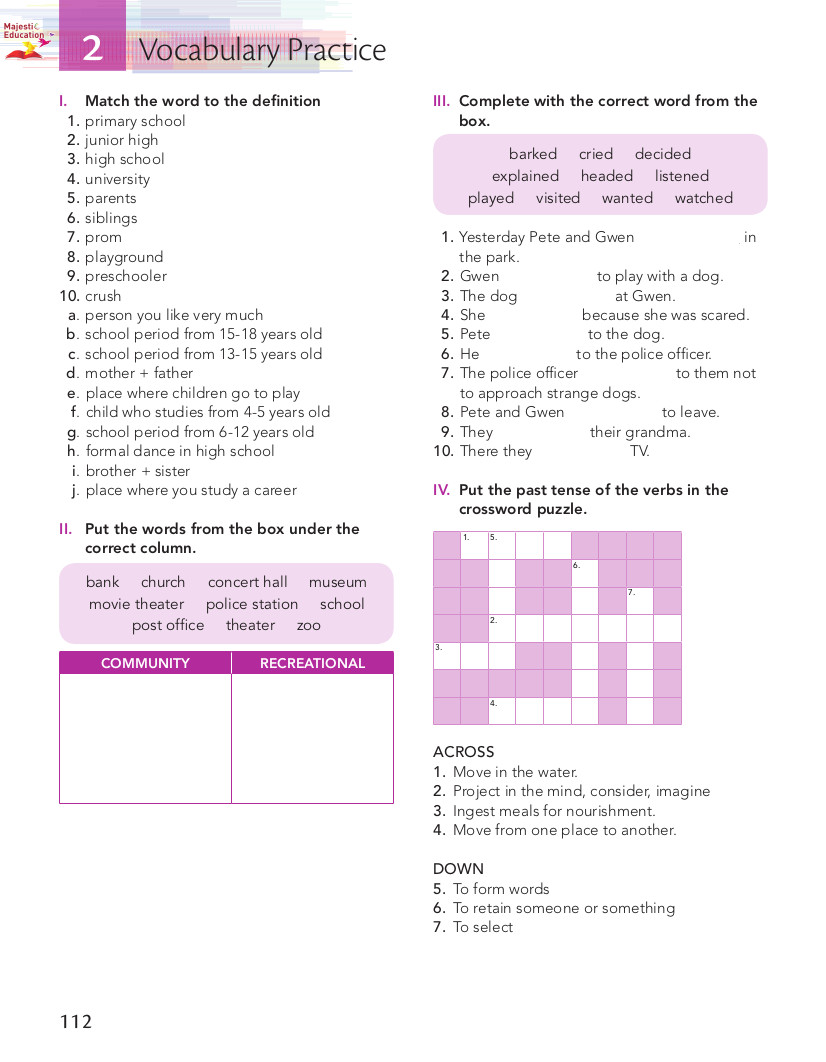 Majestic
Education
2
Vocabulary Practice
I. Match the word to the definition
1. primary school
2. junior high
3. high school
4. university
5. parents
6. siblings
7. prom
8. playground
9. preschooler
10. crush
a. person you like very much
b. school period from 15-18 years old
c. school period from 13-15 years old
d. mother + father
e. place where children go to play
f. child who studies from 4-5 years old
g. school period from 6-12 years old
h. formal dance in high school
i. brother + sister
j. place where you study a career
II. Put the words from the box under the
correct column.
bank church concert hall museum
movie theater police station school
post office theater zoo
COMMUNITY RECREATIONAL
III. Complete with the correct word from the
box.
barked cried decided
explained headed listened
played visited wanted watched
1. Yesterday Pete and Gwen in
the park.
2. Gwen to play with a dog.
3. The dog at Gwen.
4. She because she was scared.
5. Pete to the dog.
6. He to the police officer.
7. The police officer to them not
to approach strange dogs.
8. Pete and Gwen to leave.
9. They their grandma.
10. There they TV.
IV. Put the past tense of the verbs in the
crossword puzzle.
1. 5.
6.
7.
2.
3.
4.
ACROSS
1. Move in the water.
2. Project in the mind, consider, imagine
3. Ingest meals for nourishment.
4. Move from one place to another.
DOWN
5. To form words
6. To retain someone or something
7. To select
112